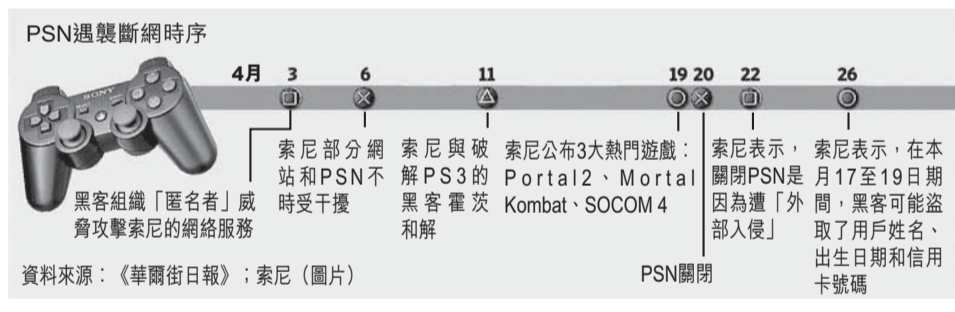 PSN遇襲斷網時序
4月
3
6
11
19
20
22
26
SONY
黑客組織「匿名者」威
脅攻擊索尼的網絡服務
索尼部分網
站和PSN不
時受干擾
索尼與破
解PS3的
黑客霍茨
和解
索尼公布3大熱門遊戲：
Portal2、Mortal
Kombat、SOCOM 4
PSN關閉
索尼表示，
關閉PSN是
因為遭「外
部入侵」
索尼表示，在本
月17至19日期
間，黑客可能盜
取了用戶姓名、
出生日期和信用
卡號碼
資料來源：《華爾街日報》；索尼（圖片）